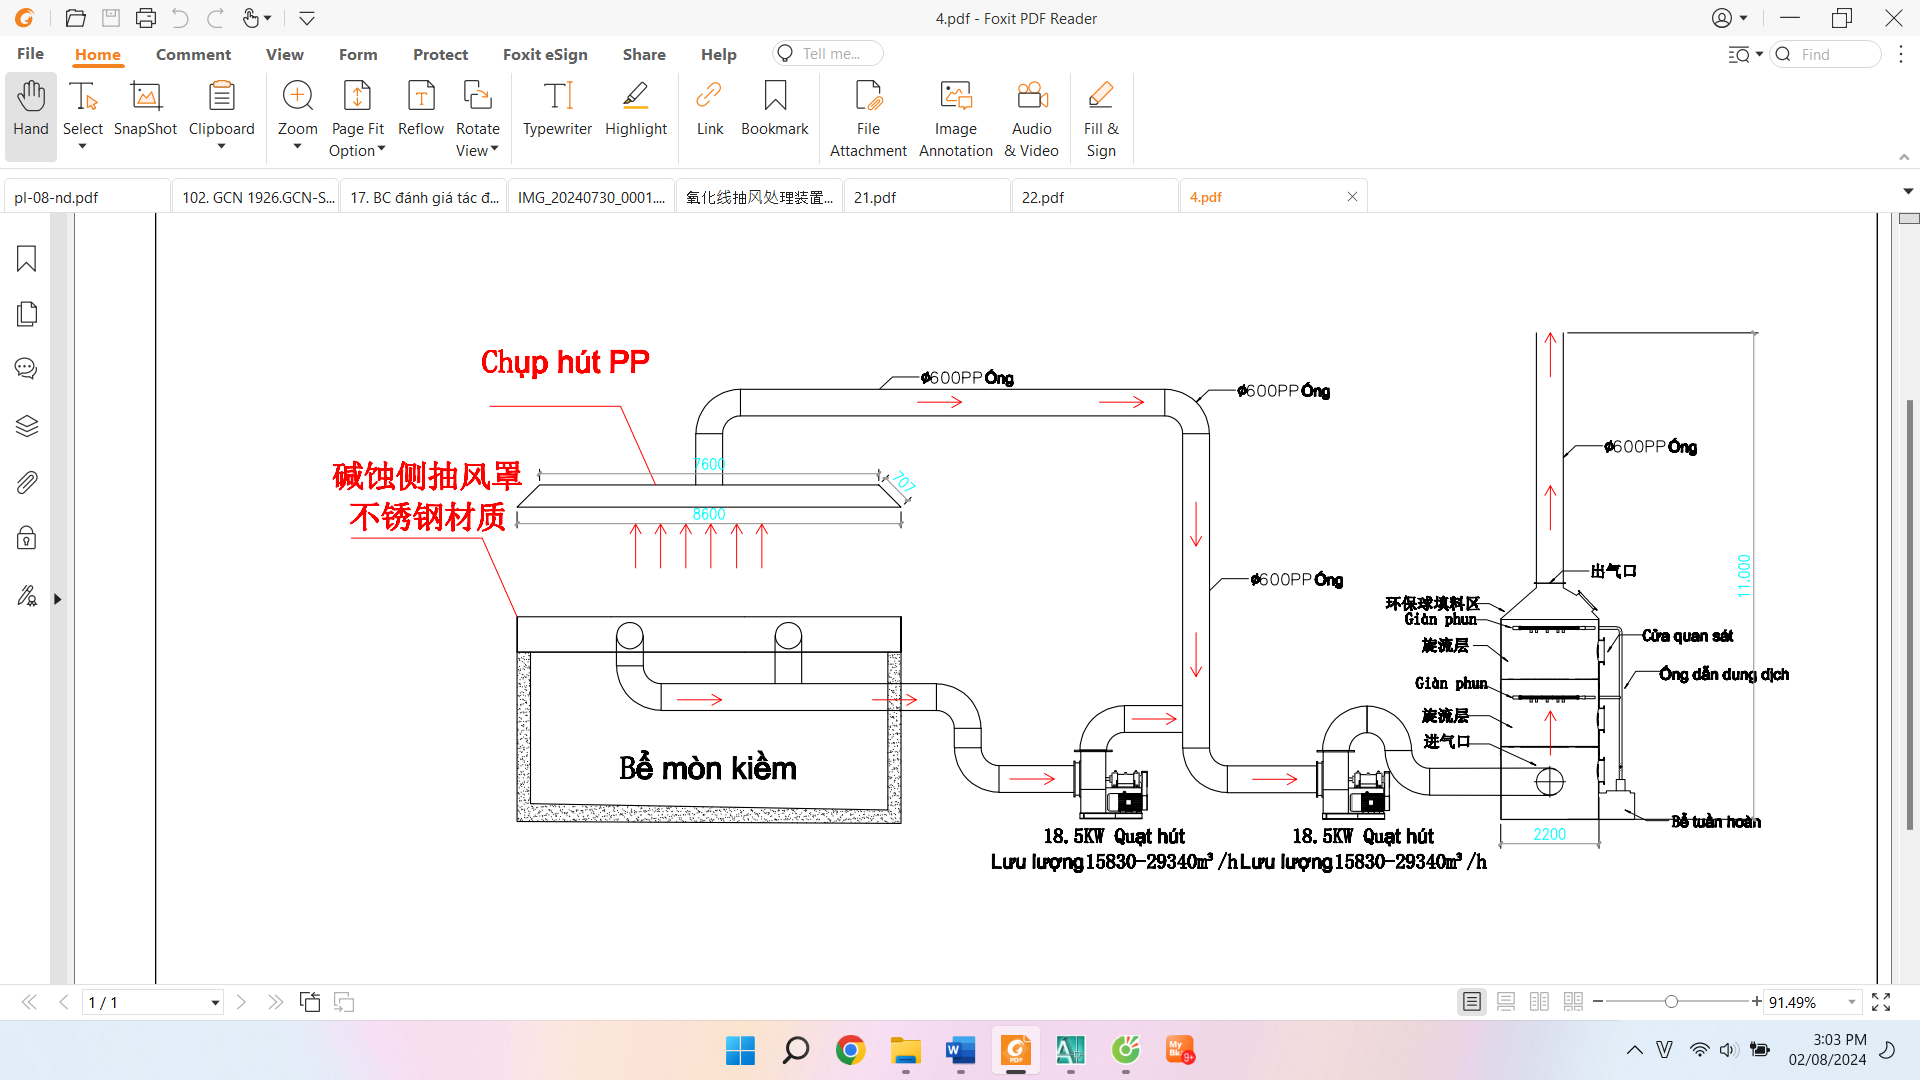 4.pdf - Foxit PDF Reader
File
Home
Comment
View
Form
Protect
Foxit eSign
Share
Help
Tell me...
Find
Hand
Select
SnapShot
Clipboard
Zoom
Page Fit
Option
Reflow
Rotate
View
Typewriter
Highlight
Link
Bookmark
File
Attachment
Image
Annotation
Audio
& Video
Fill &
Sign
pl-08-nd.pdf
102. GCN 1926.GCN-S...
17. BC đánh giá tác đ...
IMG_20240730_0001....
氧化线抽风处理装置...
21.pdf
22.pdf
4.pdf
Chụp hút PP
ϕ600PP Ống
ϕ600PP Ống
ϕ600PP Ống
7600
707
碱蚀侧抽风罩
不锈钢材质
8600
11.000
出气口
ϕ600PP Ống
环保球填料区
Giàn phun
旋流层
Cửa quan sát
Ống dẫn dung dịch
Giàn phun
旋流层
进气口
Bể mòn kiềm
18.5KW Quạt hút
Lưu lượng15830-29340m³/h
18.5KW Quạt hút
Lưu lượng15830-29340m³/h
2200
Bể tuần hoàn
1 / 1
91.49%
W
PDF
My
Bk
g+
V
3:03 PM
02/08/2024